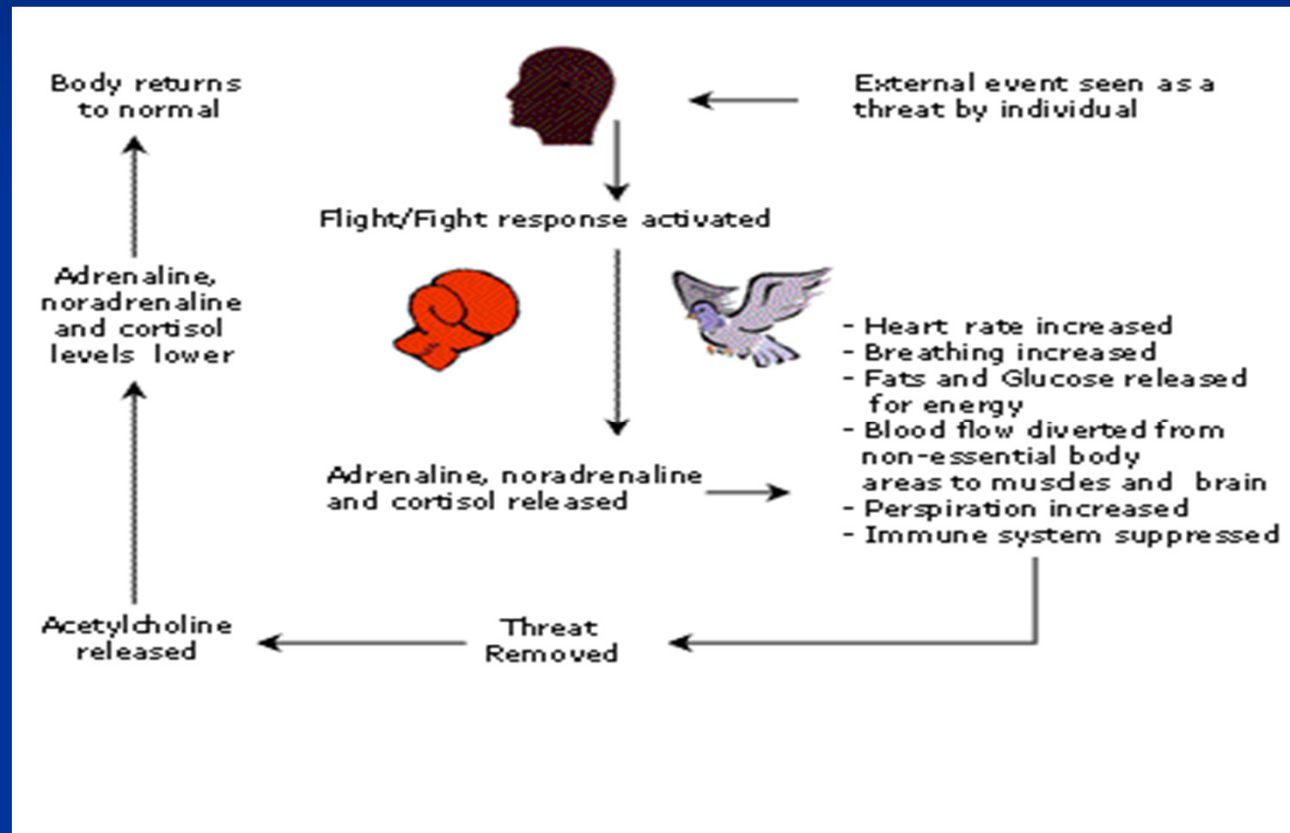 External event seen as a
threat by individual
Flight/Fight response activated
Adrenaline, noradrenaline
and cortisol released
- Heart rate increased
- Breathing increased
- Fats and Glucose released
for energy
- Blood flow diverted from
non-essential body
areas to muscles and brain
- Perspiration increased
- Immune system suppressed
Threat
Removed
Acetylcholine
released
Adrenaline,
noradrenaline
and cortisol
levels lower
Body returns
to normal